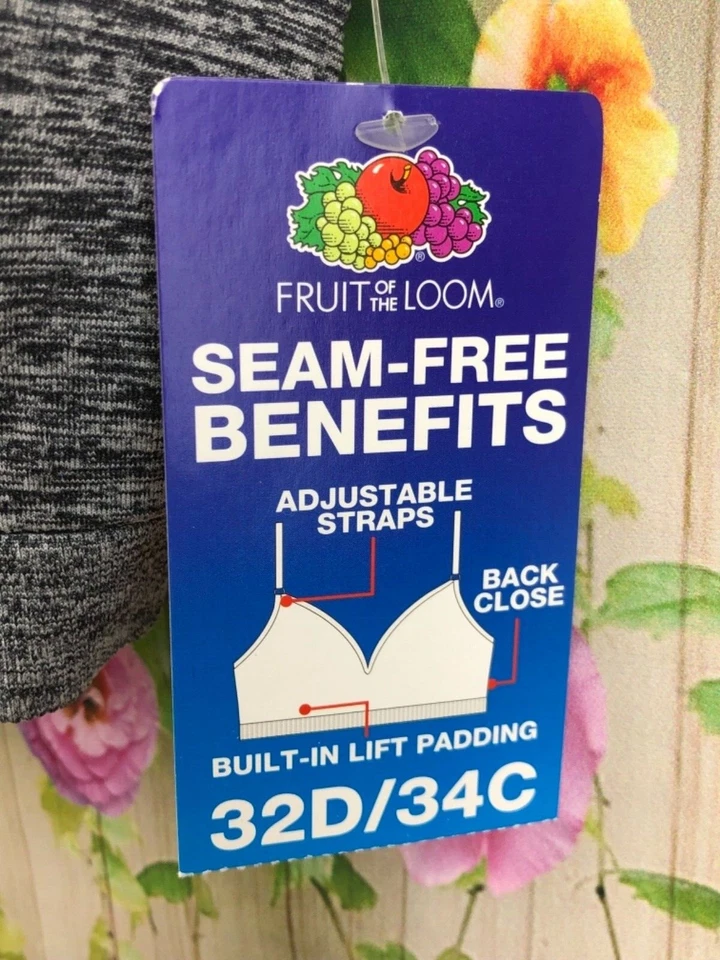 FRUIT OF THE LOOM®
SEAM-FREE
BENEFITS
ADJUSTABLE
STRAPS
BACK
CLOSE
BUILT-IN LIFT PADDING
32D/34C